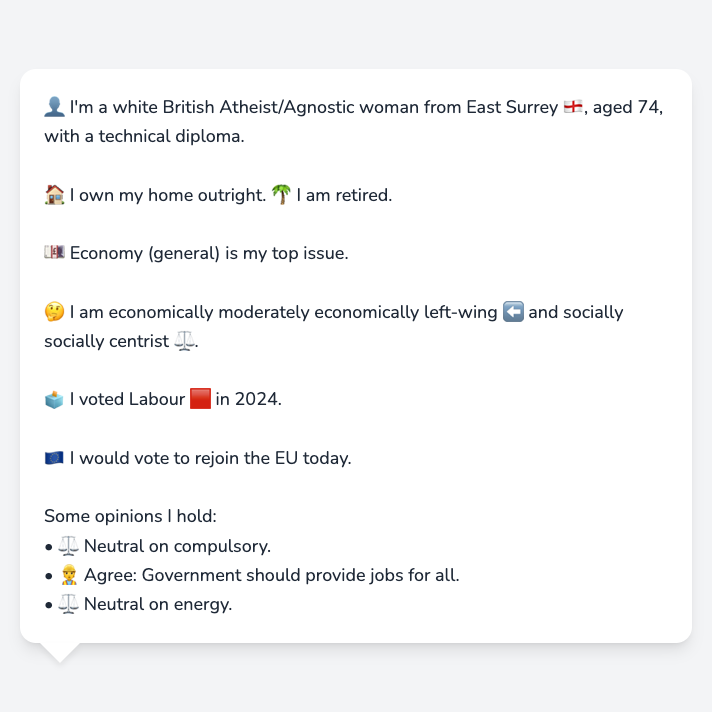 👤 I'm a white British Atheist/Agnostic woman from East Surrey 🏴󠁧󠁢󠁥󠁮󠁧󠁿, aged 74,
with a technical diploma.
🏠 I own my home outright. 🌴 I am retired.
💷 Economy (general) is my top issue.
🤔 I am economically moderately economically left-wing ⬅️ and socially
socially centrist ⚖️.
🗳️ I voted Labour 🟥 in 2024.
🇪🇺 I would vote to rejoin the EU today.
Some opinions I hold:
• ⚖️ Neutral on compulsory.
• 👷 Agree: Government should provide jobs for all.
• ⚖️ Neutral on energy.